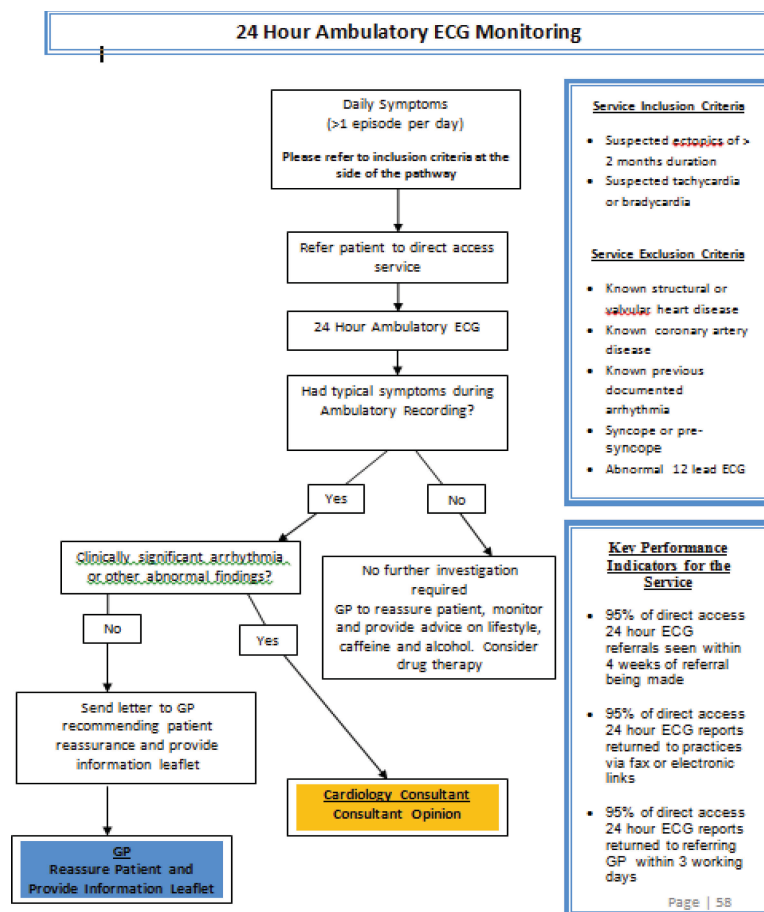 24 Hour Ambulatory ECG Monitoring
Daily Symptoms
(>1 episode per day)
Please refer to inclusion criteria at the
side of the pathway
Refer patient to direct access
service
24 Hour Ambulatory ECG
Had typical symptoms during
Ambulatory Recording?
Yes
No
Clinically significant arrhythmia
or other abnormal findings?
No further investigation
required
GP to reassure patient, monitor
and provide advice on lifestyle,
caffeine and alcohol. Consider
drug therapy
No
Yes
Send letter to GP
recommending patient
reassurance and provide
information leaflet
Cardiology Consultant
Consultant Opinion
GP
Reassure Patient and
Provide Information Leaflet
Service Inclusion Criteria
• Suspected ectopics of >
2 months duration
• Suspected tachycardia
or bradycardia
Service Exclusion Criteria
• Known structural or
valvular heart disease
• Known coronary artery
disease
• Known previous
documented
arrhythmia
• Syncope or pre-
syncope
• Abnormal 12 lead ECG
Key Performance
Indicators for the
Service
• 95% of direct access
24 hour ECG
referrals seen within
4 weeks of referral
being made
• 95% of direct access
24 hour ECG reports
returned to practices
via fax or electronic
links
• 95% of direct access
24 hour ECG reports
returned to referring
GP within 3 working
days
Page | 58